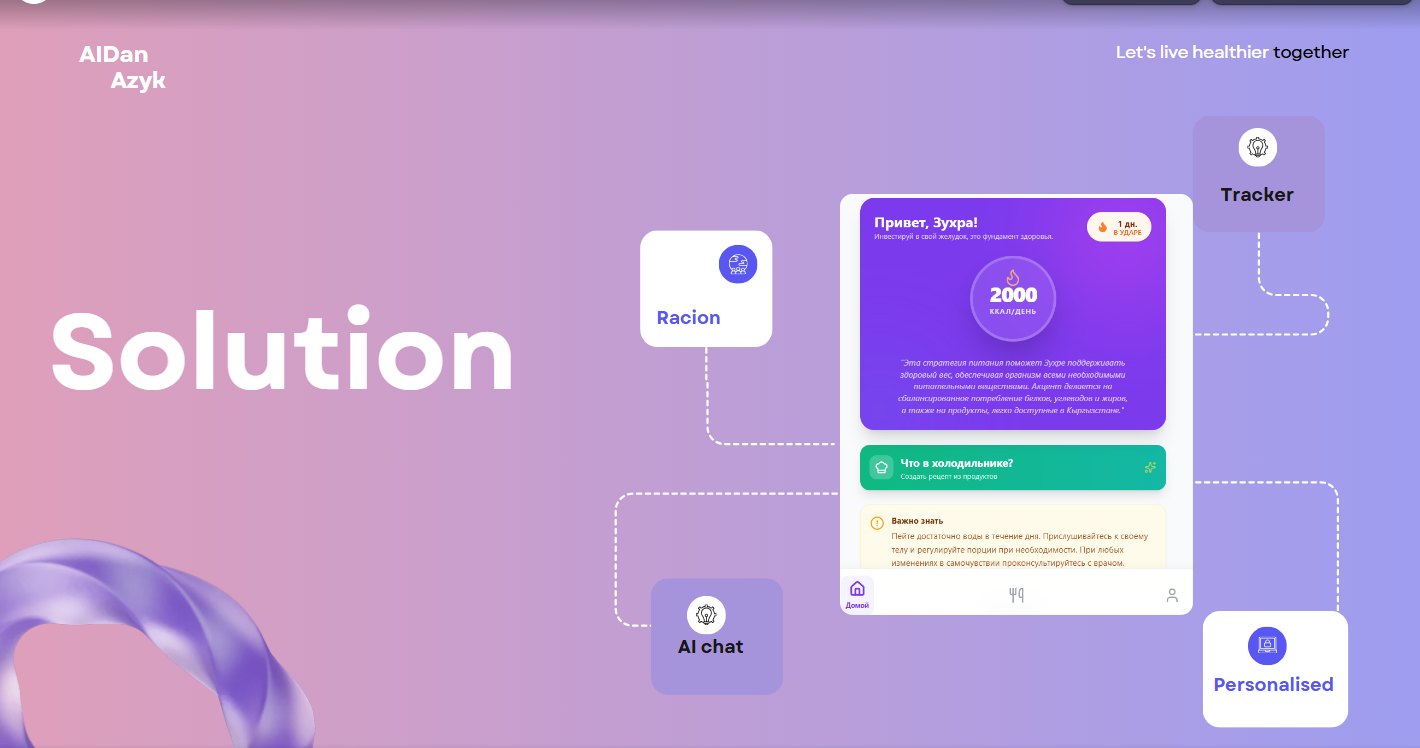 AIDan
Azyk
Let's live healthier together
Tracker
Racion
Solution
AI chat
Personalised
Привет, Зухра!
Инвестируй в свой желудок, это фундамент здоровья.
1 дн.
В УДАРЕ
2000
ККАЛ/ДЕНЬ
"Эта стратегия питания поможет Зухре поддерживать
здоровый вес, обеспечивая организм всеми необходимыми
питательными веществами. Акцент делается на
сбалансированное потребление белков, углеводов и жиров,
а также на продукты, легко доступные в Кыргызстане."
Что в холодильнике?
Создать рецепт из продуктов
Важно знать
Пейте достаточно воды в течение дня. Прислушивайтесь к своему
телу и регулируйте порции при необходимости. При любых
изменениях в самочувствии проконсультируйтесь с врачом.
Домой